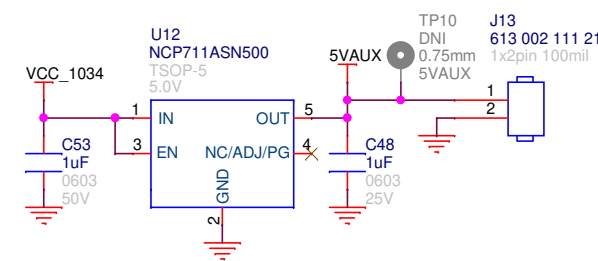 U12
NCP711ASN500
TSOP-5
5.0V
VCC_1034
1
IN
3
EN
OUT
5
NC/ADJ/PG
4
GND
2
C53
1uF
0603
50V
5VAUX
C48
1uF
0603
25V
TP10
DNI
0.75mm
5VAUX
J13
613 002 111 21
1x2pin 100mil
1
2